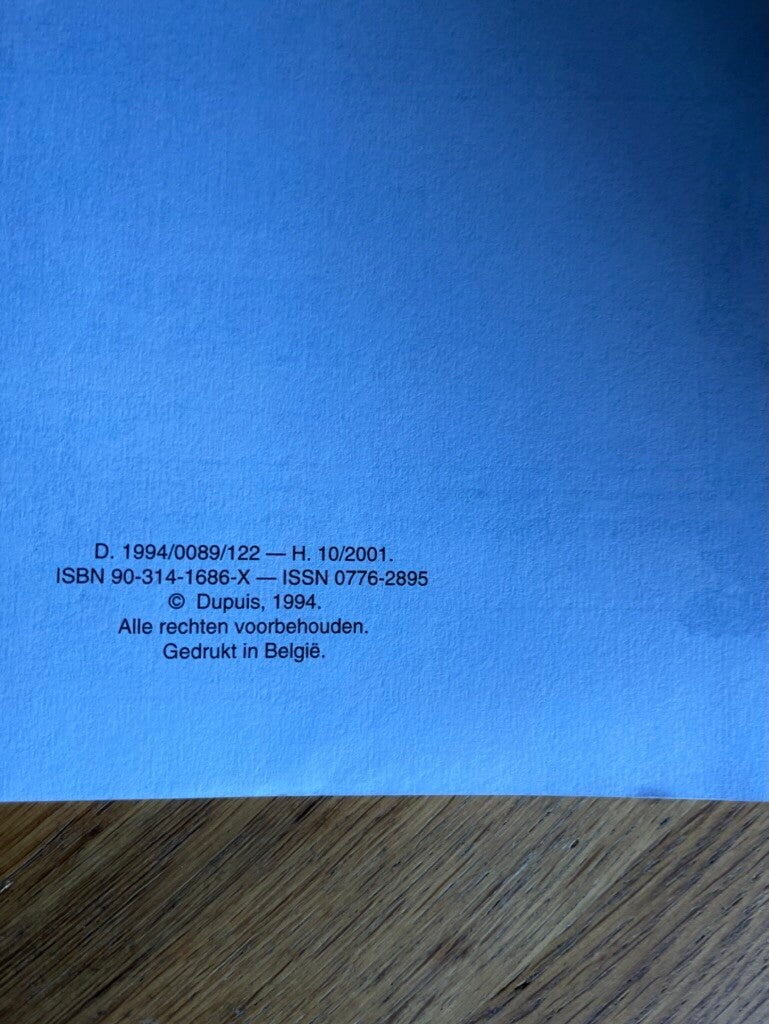 D. 1994/0089/122 — H. 10/2001.
ISBN 90-314-1686-X — ISSN 0776-2895
© Dupuis, 1994.
Alle rechten voorbehouden.
Gedrukt in België.